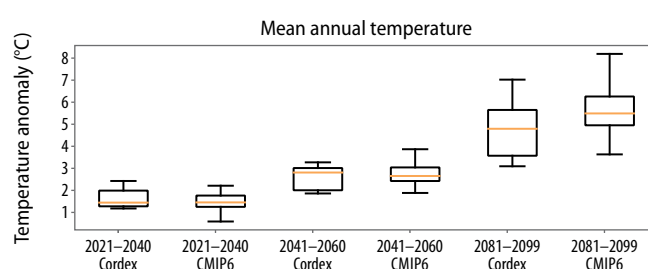 Mean annual temperature
Temperature anomaly (°C)
8
7
6
5
4
3
2
1
2021–2040 2021–2040 2041–2060 2041–2060 2081–2099 2081–2099
Cordex CMIP6 Cordex CMIP6 Cordex CMIP6